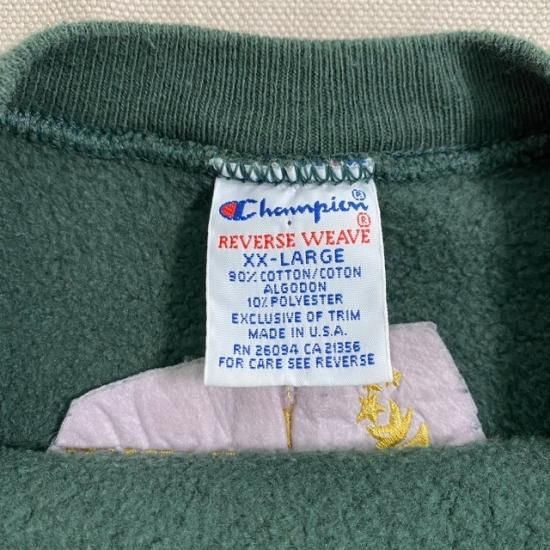 Champion®
REVERSE WEAVE®
XX-LARGE
90% COTTON/COTON
ALGODON
10% POLYESTER
EXCLUSIVE OF TRIM
MADE IN U.S.A.
RN 26094 CA 21356
FOR CARE SEE REVERSE